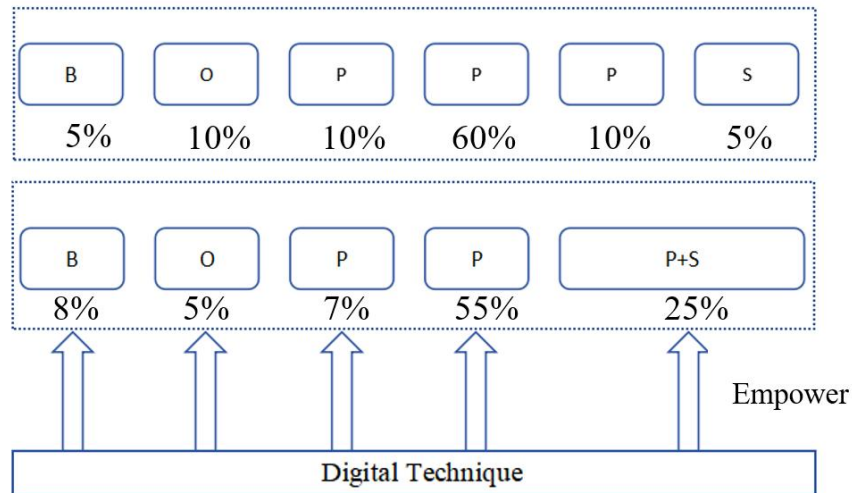 B O P P P S
5% 10% 10% 60% 10% 5%
B O P P P+S
8% 5% 7% 55% 25%
Empower
Digital Technique